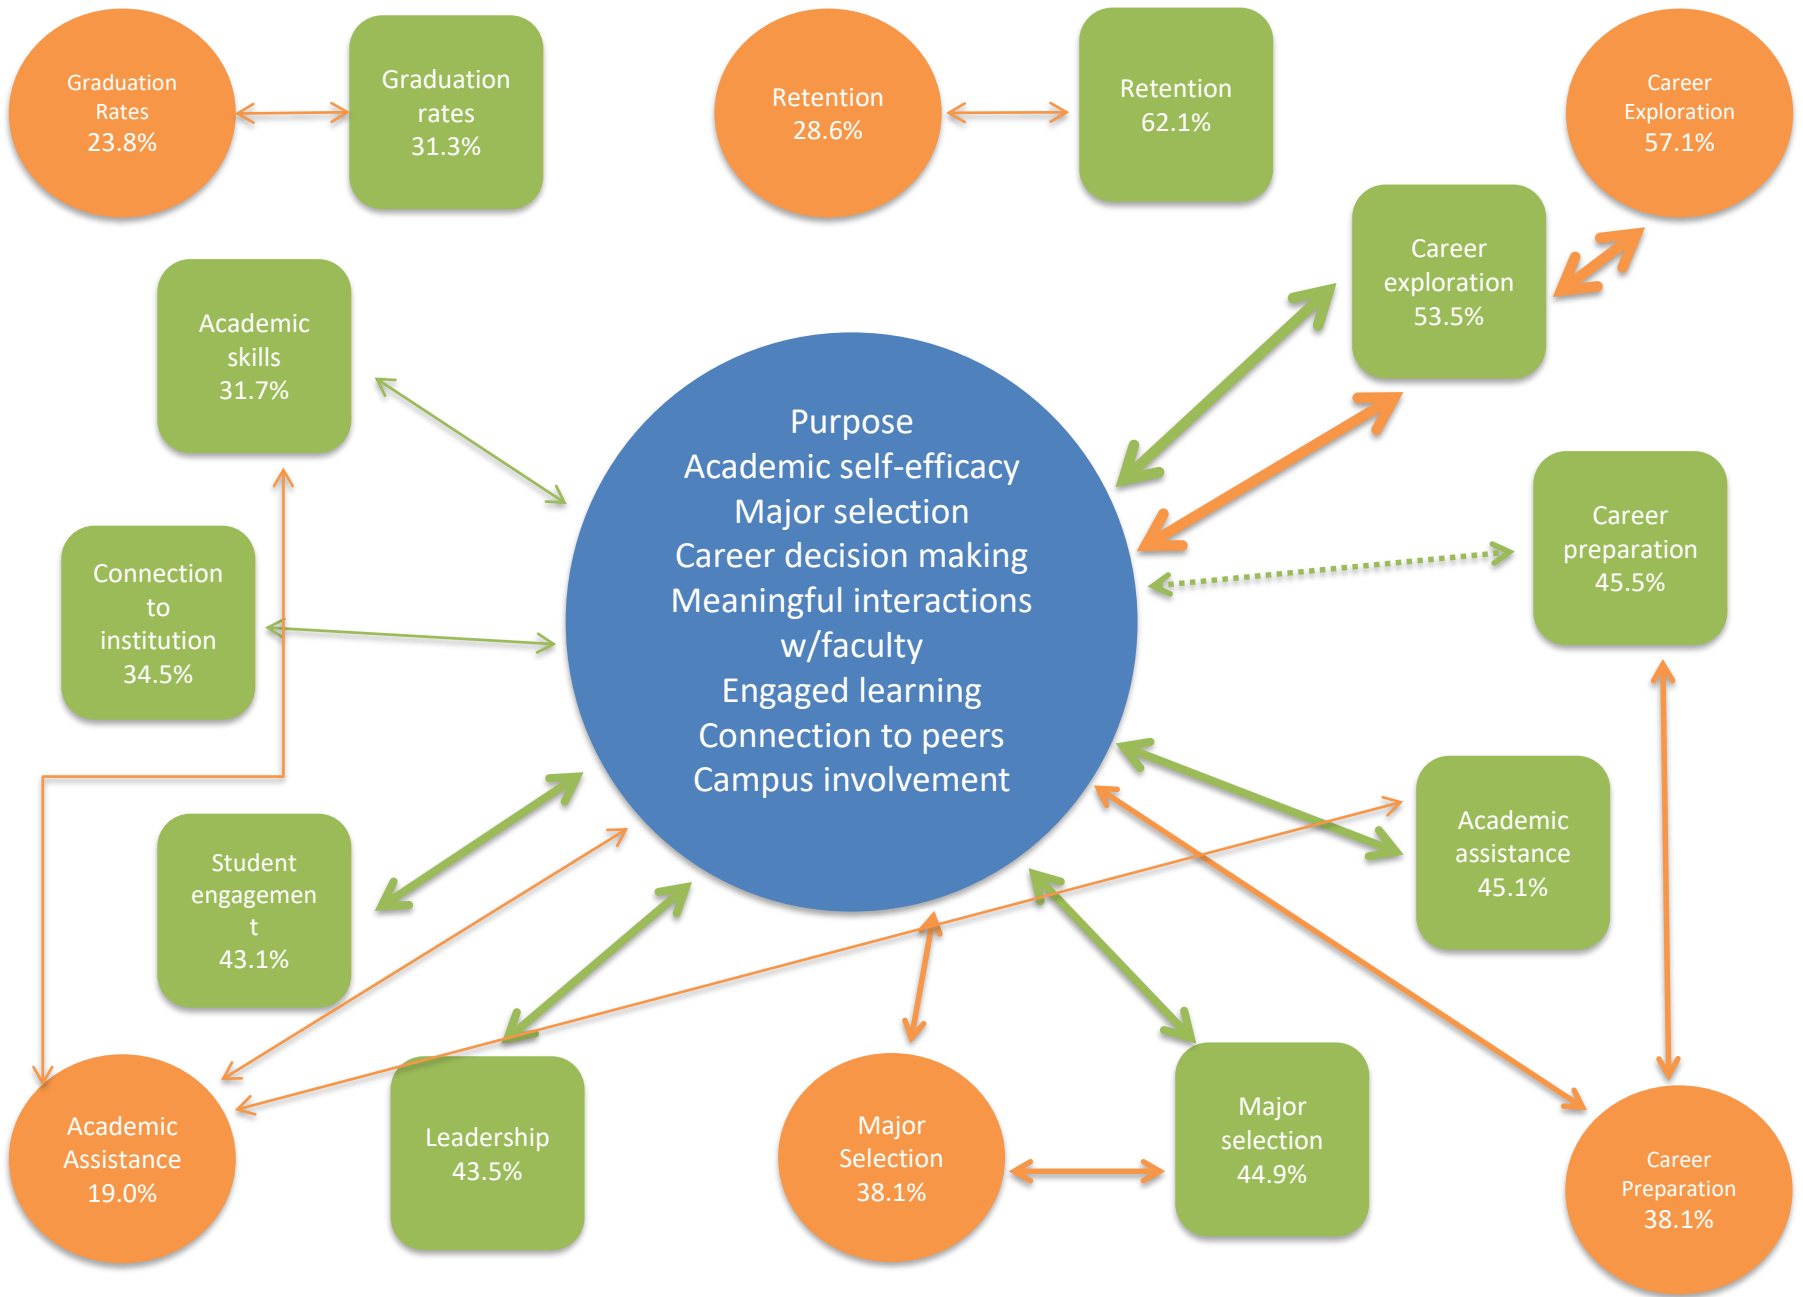 Graduation
Rates
23.8%
Graduation
rates
31.3%
Retention
28.6%
Retention
62.1%
Career
Exploration
57.1%
Career
exploration
53.5%
Academic
skills
31.7%
Purpose
Academic self-efficacy
Major selection
Career decision making
Meaningful interactions
w/faculty
Engaged learning
Connection to peers
Campus involvement
Career
preparation
45.5%
Connection
to
institution
34.5%
Student
engagemen
t
43.1%
Academic
assistance
45.1%
Academic
Assistance
19.0%
Leadership
43.5%
Major
Selection
38.1%
Major
selection
44.9%
Career
Preparation
38.1%